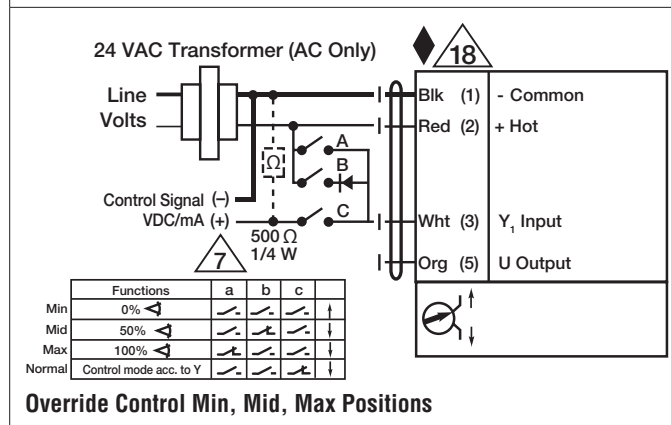 24 VAC Transformer (AC Only)
18
Line
Volts
Blk (1) - Common
Red (2) + Hot
A
Ω
B
Control Signal (–)
VDC/mA (+)
C
Wht (3) Y1 Input
500 Ω
1/4 W
7
Org (5) U Output
Functions a b c
Min 0%
Mid 50%
Max 100%
Normal Control mode acc. to Y
Override Control Min, Mid, Max Positions